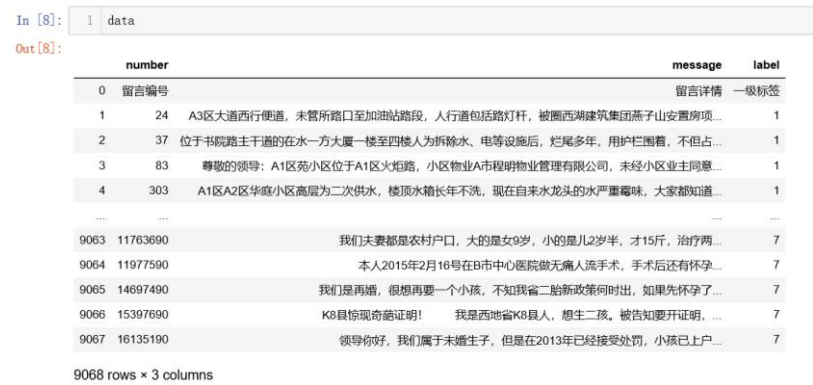 In [8]: 1 data
Out[8]:
number message label
0 留言编号 留言详情 一级标签
1 24 A3区大道西行便道，未管所路口至加油站路段，人行道包括路灯杆，被圈西湖建筑集团燕子山安置房项... 1
2 37 位于书院路主干道的在水一方大厦一楼至四楼人为拆除水、电等设施后，烂尾多年，用护栏围着，不但占... 1
3 83 尊敬的领导：A1区苑小区位于A1区火炬路，小区物业A市程明物业管理有限公司，未经小区业主同意... 1
4 303 A1区A2区华庭小区高层为二次供水，楼顶水箱长年不洗，现在自来水龙头的水严重霉味，大家都知道... 1
... ... ... ...
9063 11763690 我们夫妻都是农村户口，大的是女9岁，小的是儿2岁半，才15斤，治疗两... 7
9064 11977590 本人2015年2月16号在B市中心医院做无痛人流手术，手术后还有怀孕... 7
9065 14697490 我们是再婚，很想再要一个小孩，不知我省二胎新政策何时出，如果先怀孕了... 7
9066 15397690 K8县惊现奇葩证明！ 我是西地省K8县人，想生二孩。被告知要开证明，... 7
9067 16135190 领导你好，我们属于未婚生子，但是在2013年已经接受处罚，小孩已上户... 7
9068 rows × 3 columns